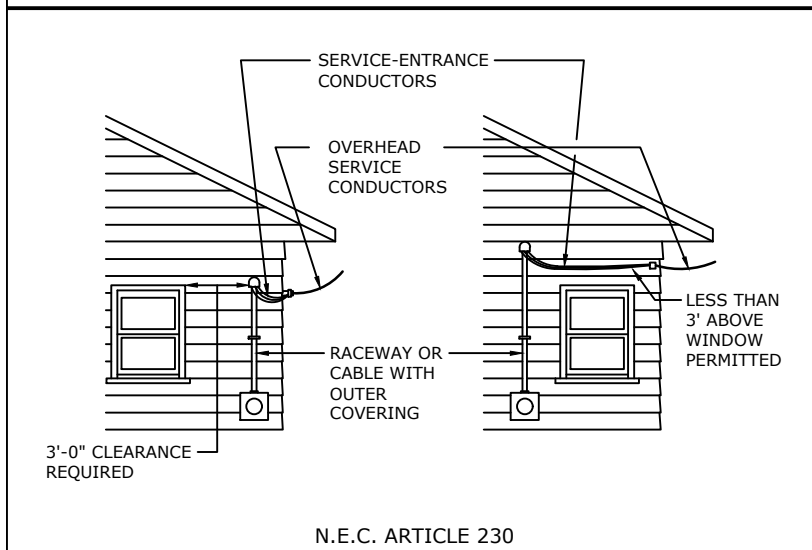 SERVICE-ENTRANCE
CONDUCTORS
OVERHEAD
SERVICE
CONDUCTORS
LESS THAN
3' ABOVE
WINDOW
PERMITTED
RACEWAY OR
CABLE WITH
OUTER
COVERING
3'-0" CLEARANCE
REQUIRED
N.E.C. ARTICLE 230